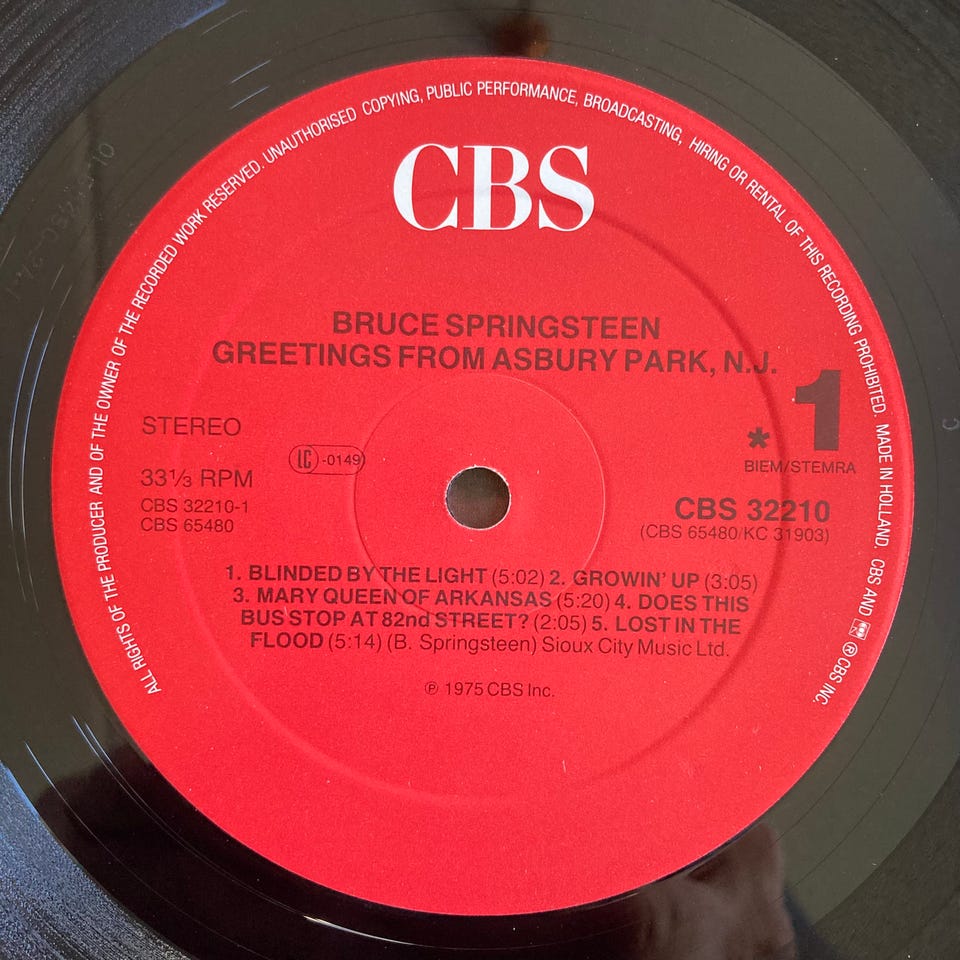 ALL RIGHTS OF THE PRODUCER AND OF THE OWNER OF THE RECORDED WORK RESERVED. UNAUTHORISED COPYING, PUBLIC PERFORMANCE, BROADCASTING, HIRING OR RENTAL OF THIS RECORDING PROHIBITED. MADE IN HOLLAND. CBS AND ® CBS INC.
CBS
BRUCE SPRINGSTEEN
GREETINGS FROM ASBURY PARK, N.J.
STEREO
* 1
LC -0149
BIEM/STEMRA
33⅓ RPM
CBS 32210-1
CBS 65480
CBS 32210
(CBS 65480/KC 31903)
1. BLINDED BY THE LIGHT (5:02) 2. GROWIN' UP (3:05)
3. MARY QUEEN OF ARKANSAS (5:20) 4. DOES THIS
BUS STOP AT 82nd STREET? (2:05) 5. LOST IN THE
FLOOD (5:14) (B. Springsteen) Sioux City Music Ltd.
℗ 1975 CBS Inc.